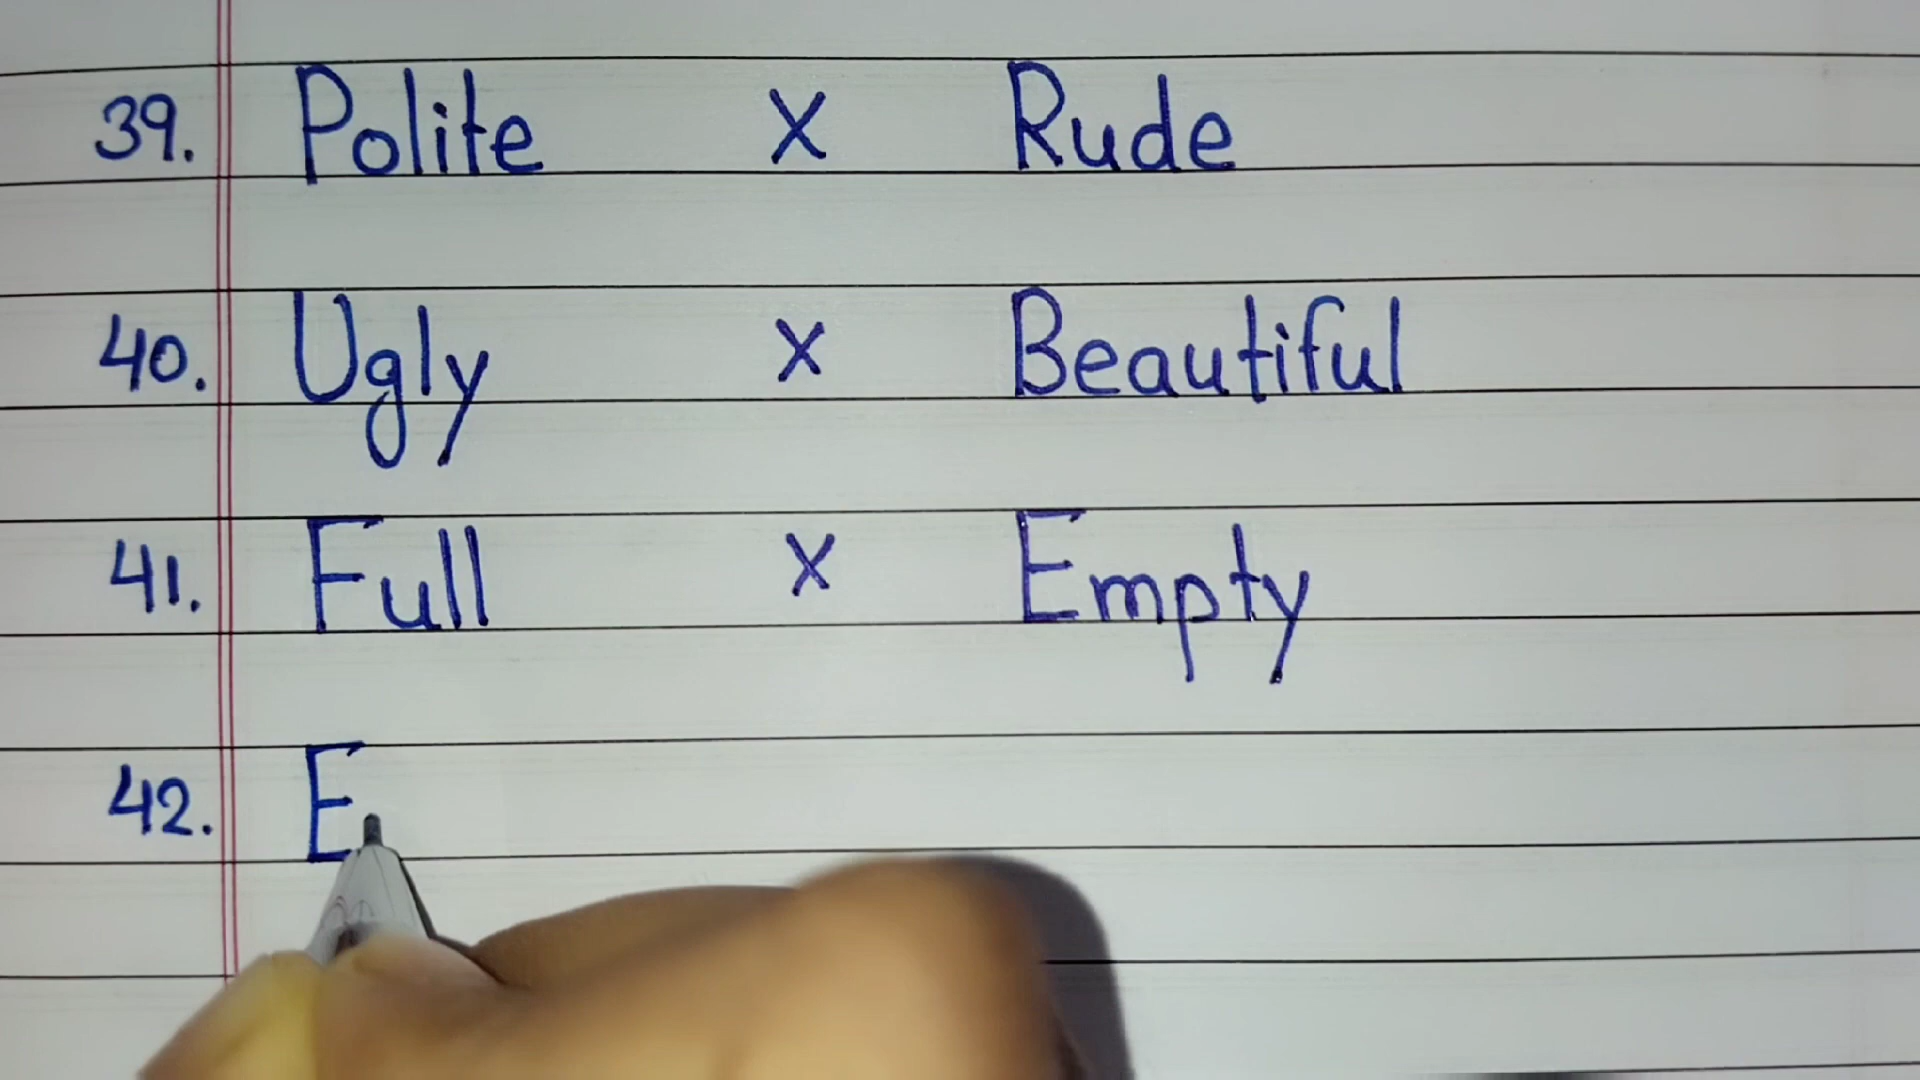 39. Polite x Rude
40. Ugly x Beautiful
41. Full x Empty
42. E